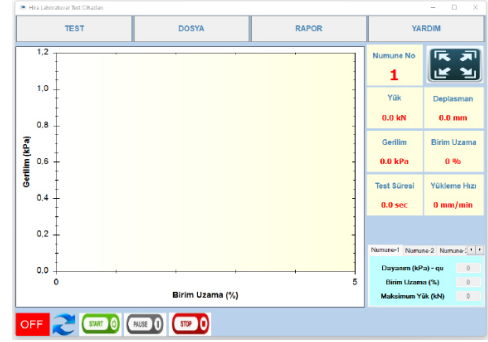 Hira Laboratuvar Test Cihazları
TEST
DOSYA
RAPOR
YARDIM
1,2
1,0
0,8
0,6
0,4
0,2
0,0
Gerilim (kPa)
0
5
Birim Uzama (%)
Numune No
1
Yük
0.0 kN
Deplasman
0.0 mm
Gerilim
0.0 kPa
Birim Uzama
0 %
Test Süresi
0.0 sec
Yükleme Hızı
0 mm/min
Numune-1
Numune-2
Numune-
Dayanım (kPa) - qu
0
Birim Uzama (%)
0
Maksimum Yük (kN)
0
OFF
START
PAUSE
STOP